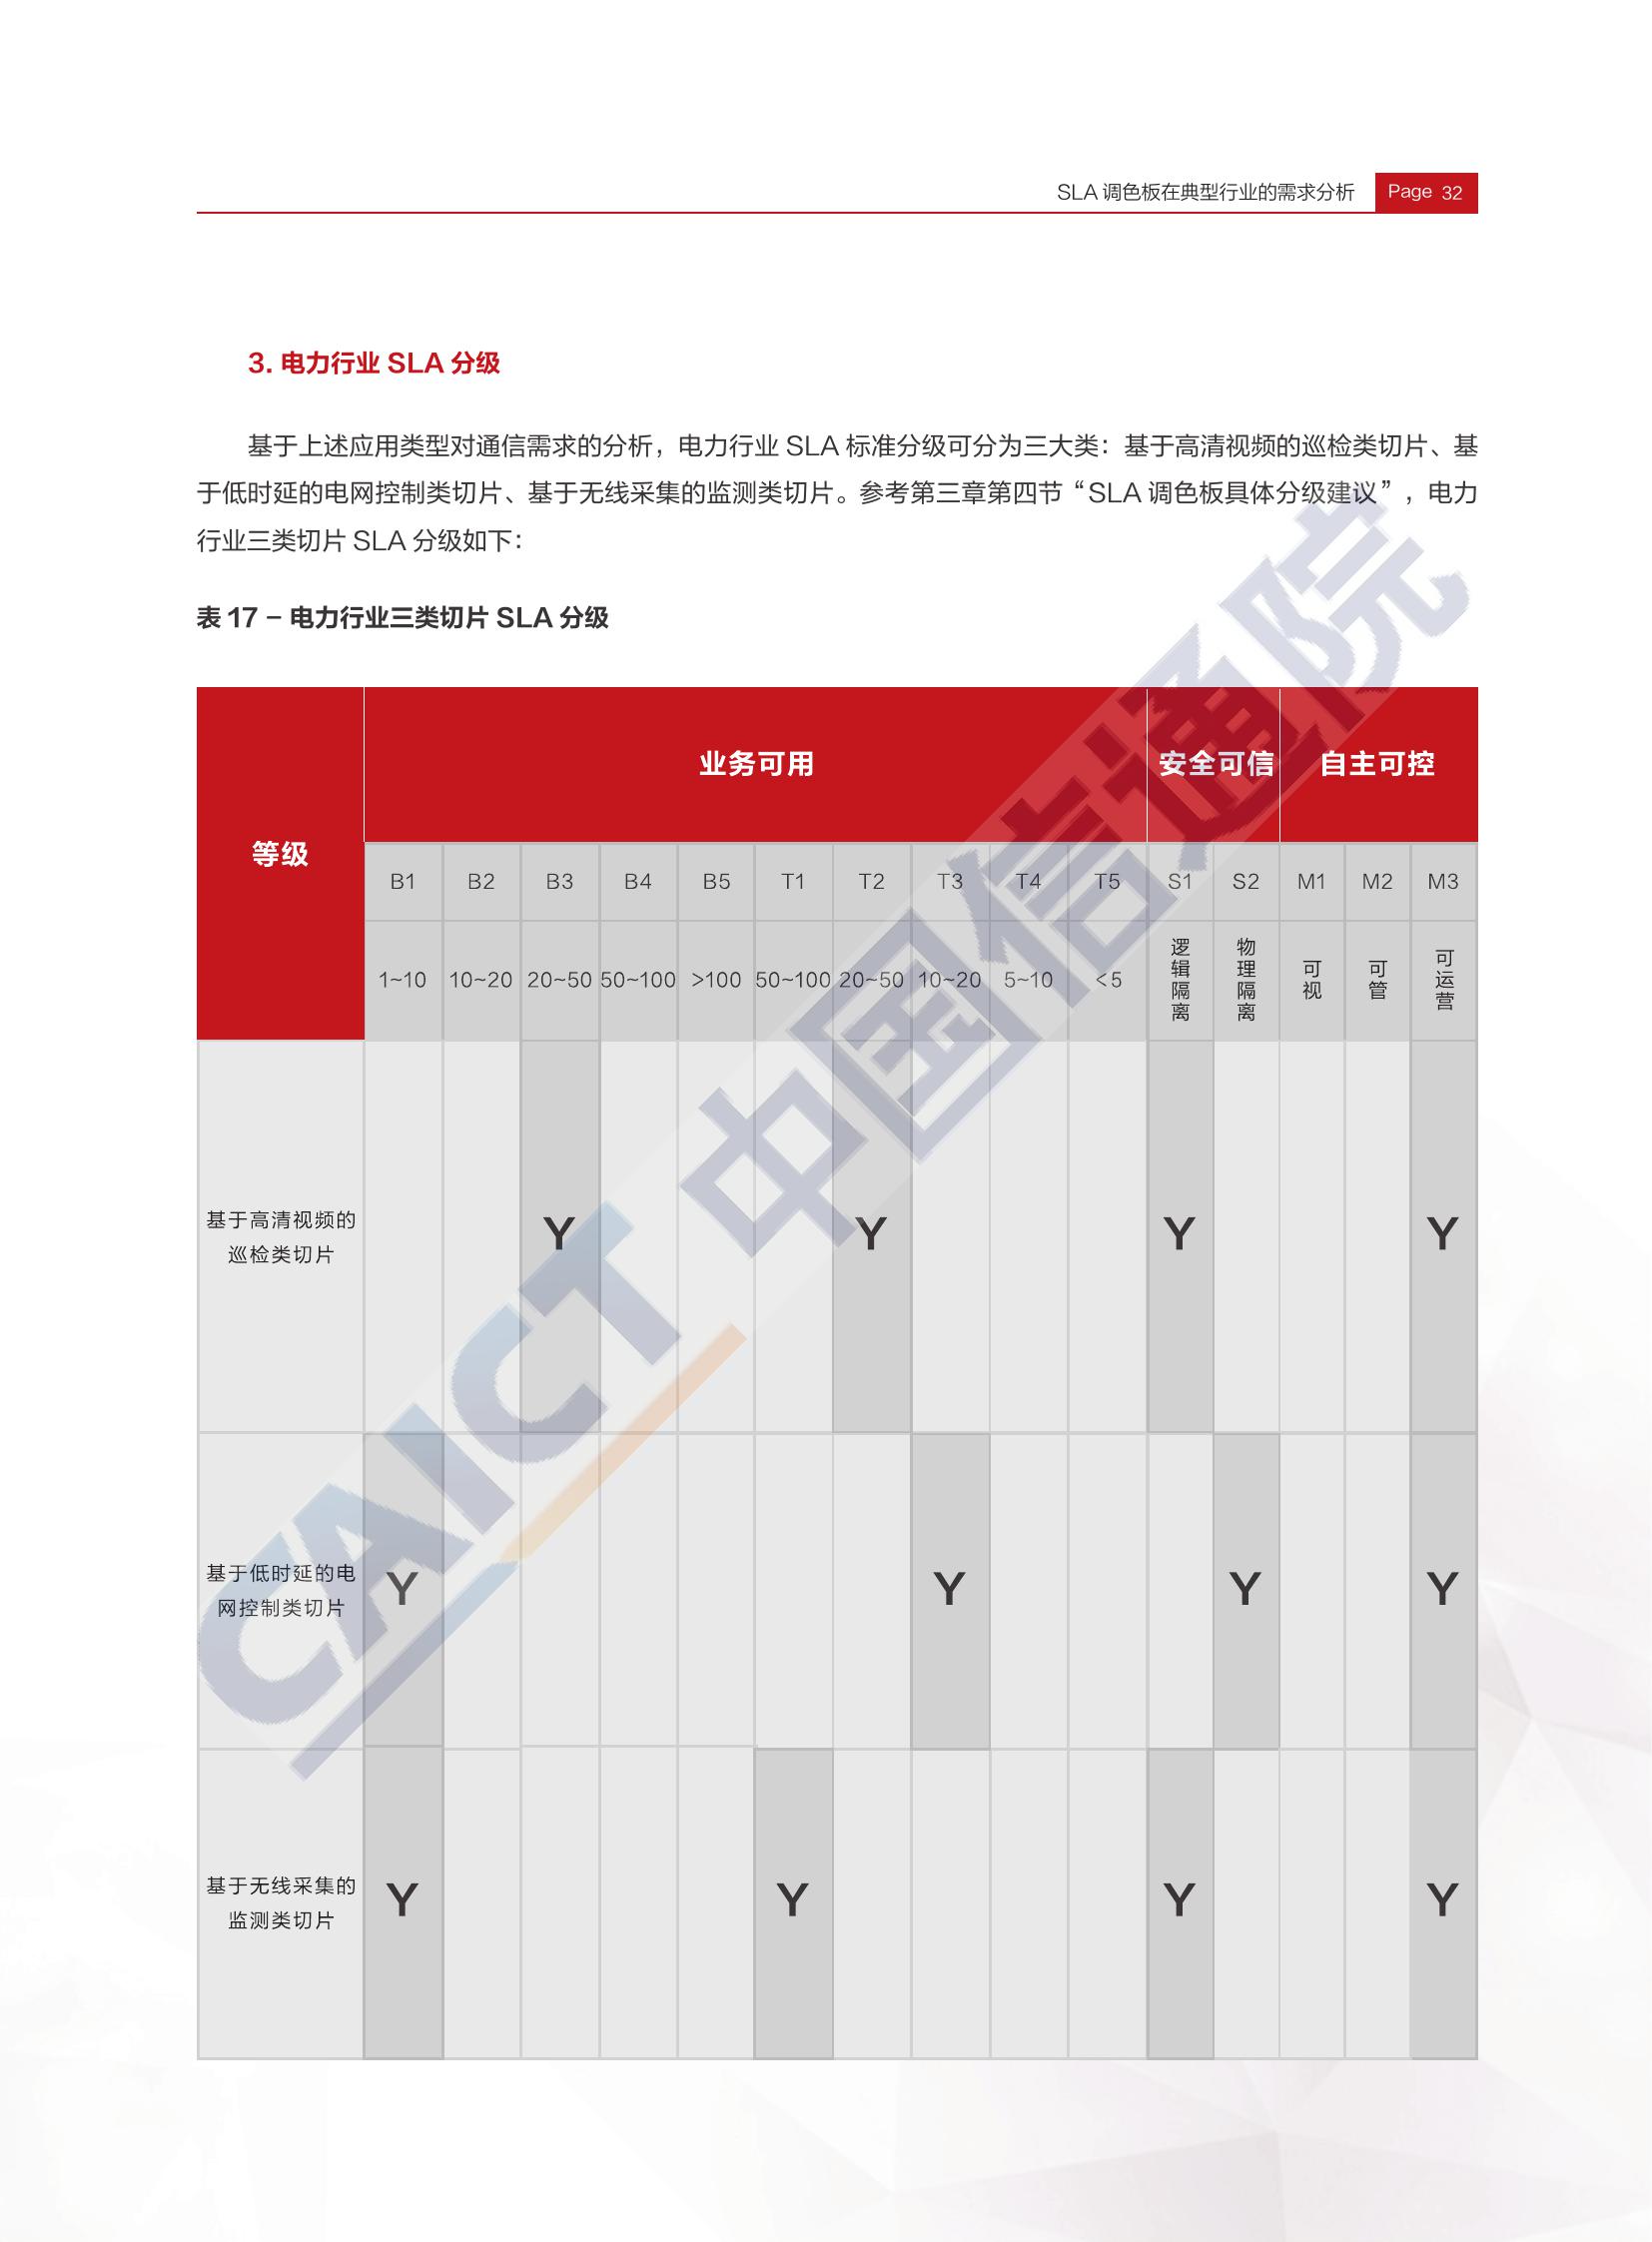 SLA 调色板在典型行业的需求分析 Page 32
3. 电力行业 SLA 分级
基于上述应用类型对通信需求的分析，电力行业 SLA 标准分级可分为三大类：基于高清视频的巡检类切片、基
于低时延的电网控制类切片、基于无线采集的监测类切片。参考第三章第四节“SLA 调色板具体分级建议”，电力
行业三类切片 SLA 分级如下：
表 17 – 电力行业三类切片 SLA 分级
等级 业务可用 安全可信 自主可控
B1 B2 B3 B4 B5 T1 T2 T3 T4 T5 S1 S2 M1 M2 M3
1~10 10~20 20~50 50~100 >100 50~100 20~50 10~20 5~10 <5 逻辑隔离 物理隔离 可视 可管 可运营
基于高清视频的
巡检类切片 Y Y Y Y
基于低时延的电
网控制类切片 Y Y Y Y
基于无线采集的
监测类切片 Y Y Y Y
CAICT 中国信通院